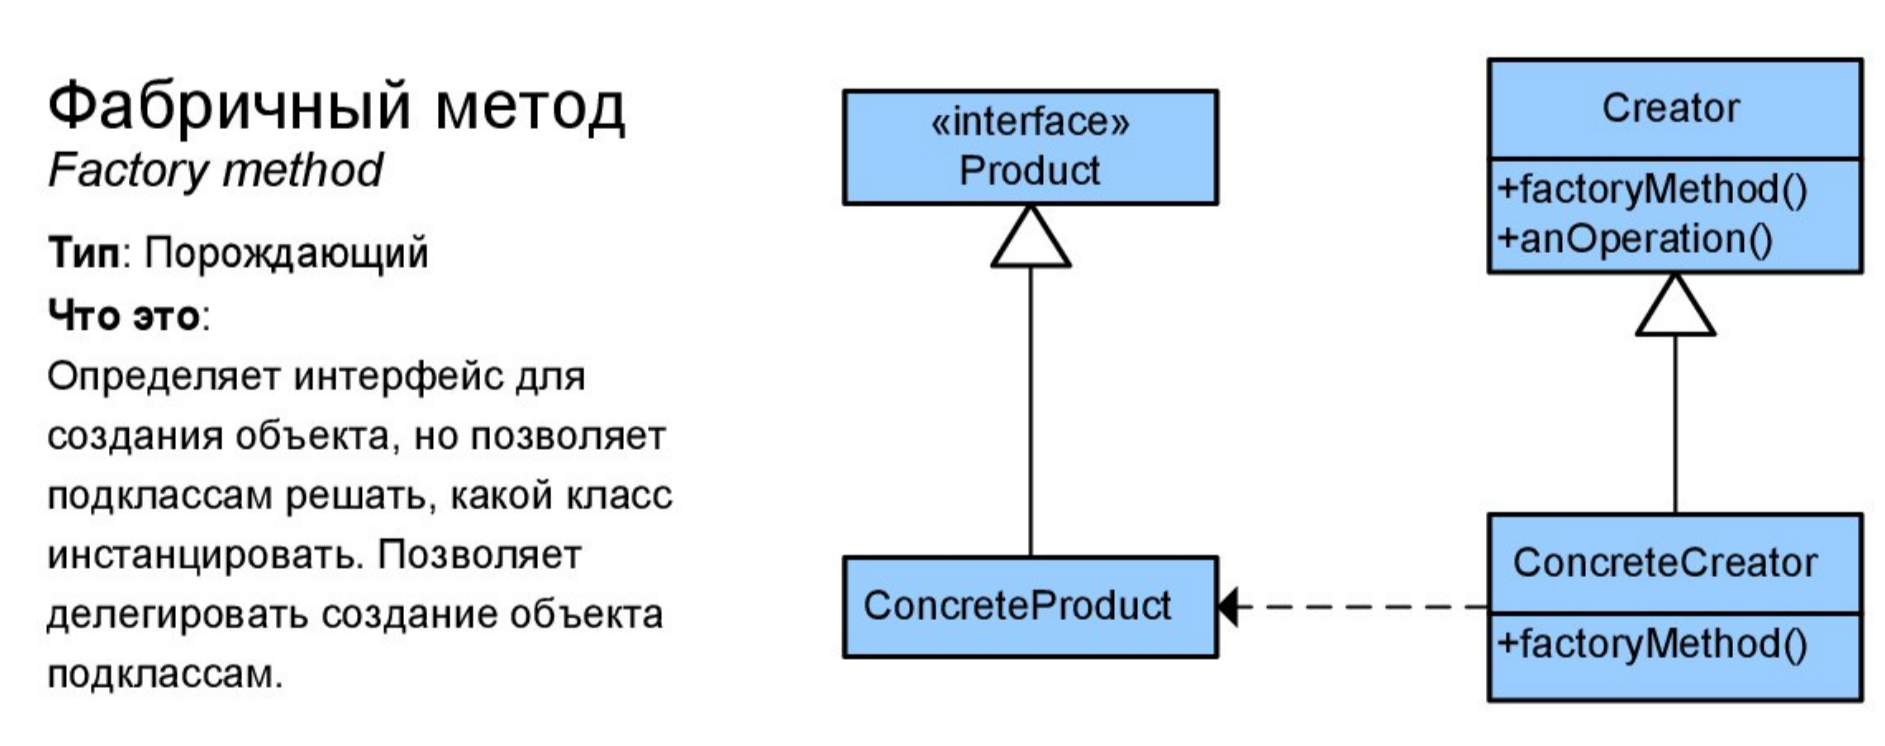 Фабричный метод
Factory method
Тип: Порождающий
Что это:
Определяет интерфейс для
создания объекта, но позволяет
подклассам решать, какой класс
инстанцировать. Позволяет
делегировать создание объекта
подклассам.
«interface»
Product
ConcreteProduct
Creator
+factoryMethod()
+anOperation()
ConcreteCreator
+factoryMethod()